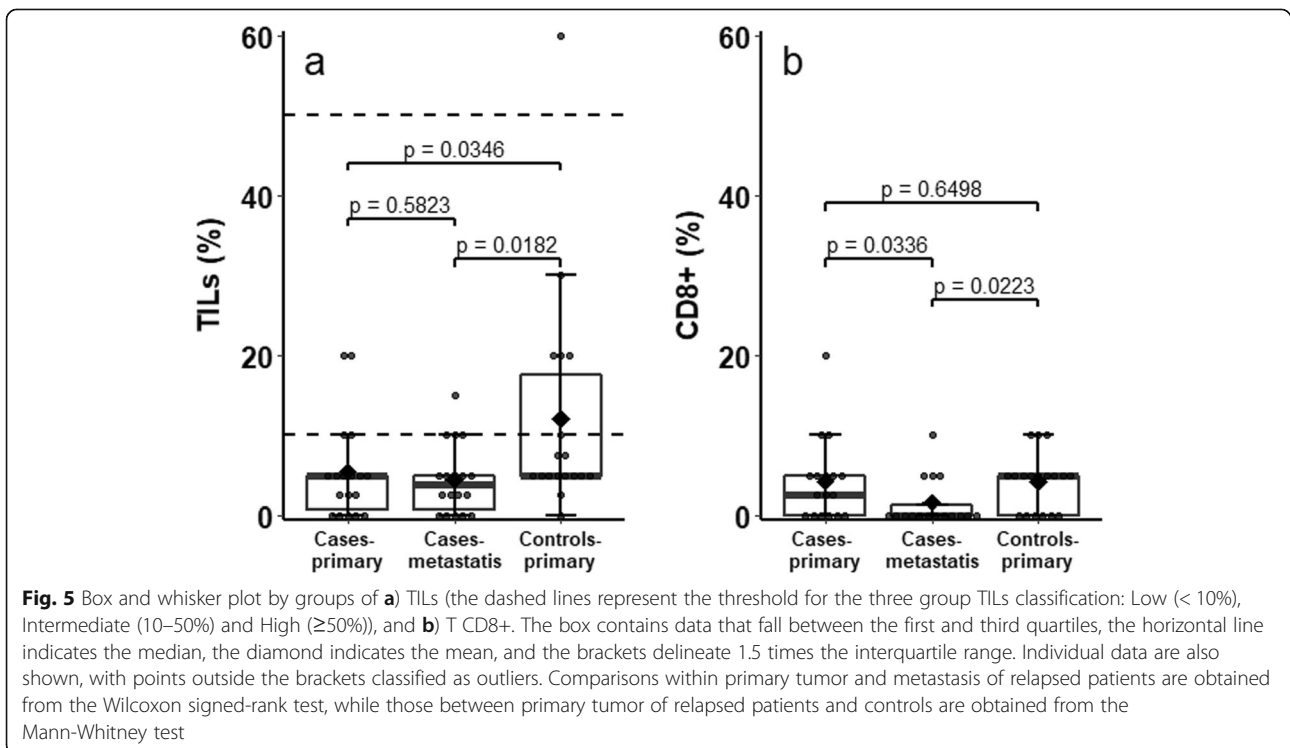 60
a
p = 0.0346
40
p = 0.5823
p = 0.0182
TILs (%)
20
0
Cases-
primary
Cases-
metastatis
Controls-
primary
60
b
40
p = 0.6498
p = 0.0336
p = 0.0223
CD8+ (%)
20
0
Cases-
primary
Cases-
metastatis
Controls-
primary
Fig. 5 Box and whisker plot by groups of a) TILs (the dashed lines represent the threshold for the three group TILs classification: Low (< 10%),
Intermediate (10–50%) and High (≥50%)), and b) T CD8+. The box contains data that fall between the first and third quartiles, the horizontal line
indicates the median, the diamond indicates the mean, and the brackets delineate 1.5 times the interquartile range. Individual data are also
shown, with points outside the brackets classified as outliers. Comparisons within primary tumor and metastasis of relapsed patients are obtained
from the Wilcoxon signed-rank test, while those between primary tumor of relapsed patients and controls are obtained from the
Mann-Whitney test